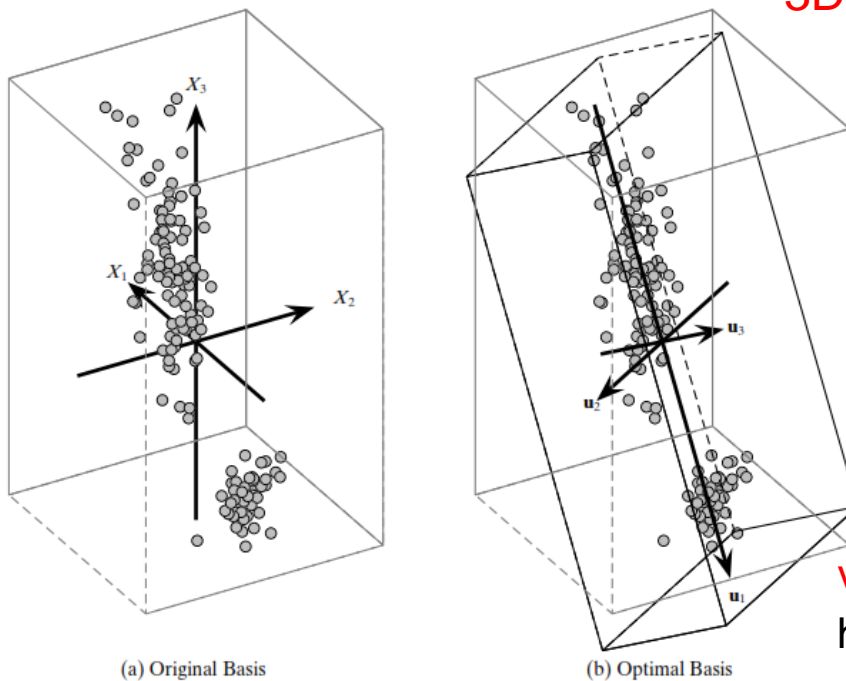 3D
X3
X1
X2
u3
u2
u1
(a) Original Basis
(b) Optimal Basis